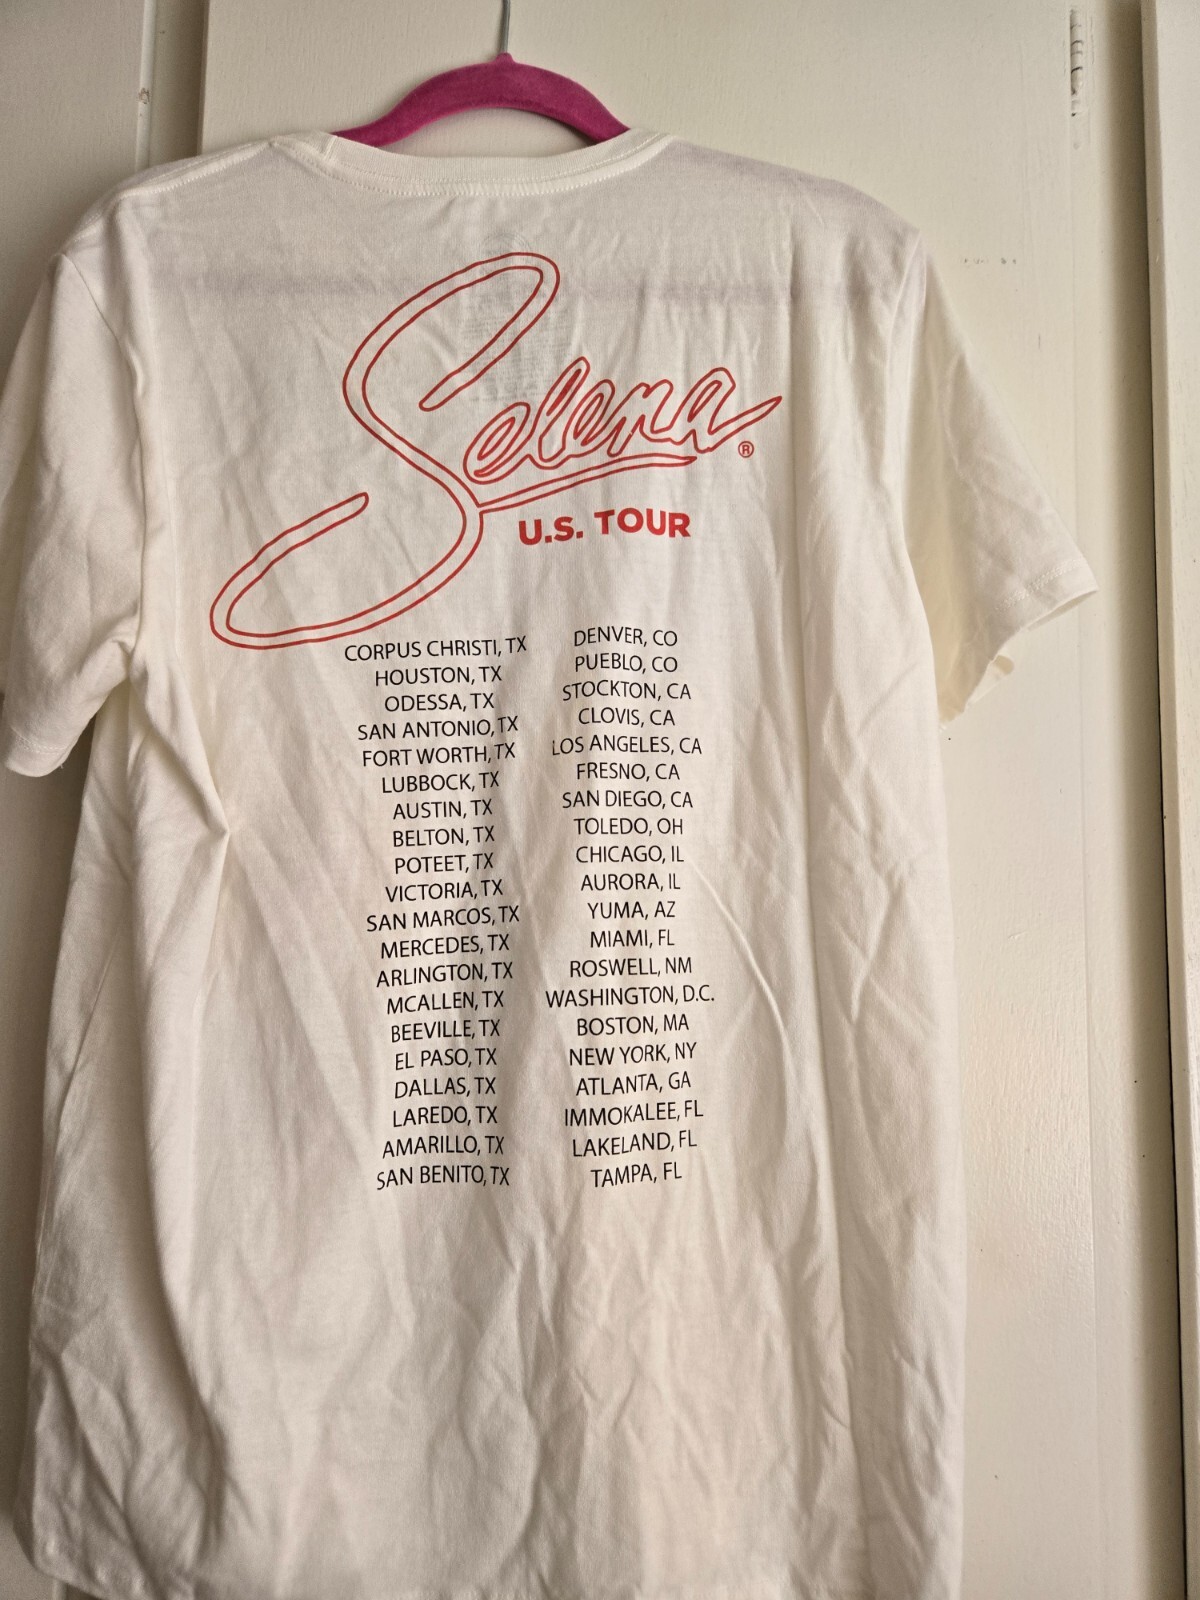 Selena®
U.S. TOUR
CORPUS CHRISTI, TX
HOUSTON, TX
ODESSA, TX
SAN ANTONIO, TX
FORT WORTH, TX
LUBBOCK, TX
AUSTIN, TX
BELTON, TX
POTEET, TX
VICTORIA, TX
SAN MARCOS, TX
MERCEDES, TX
ARLINGTON, TX
MCALLEN, TX
BEEVILLE, TX
EL PASO, TX
DALLAS, TX
LAREDO, TX
AMARILLO, TX
SAN BENITO, TX
DENVER, CO
PUEBLO, CO
STOCKTON, CA
CLOVIS, CA
LOS ANGELES, CA
FRESNO, CA
SAN DIEGO, CA
TOLEDO, OH
CHICAGO, IL
AURORA, IL
YUMA, AZ
MIAMI, FL
ROSWELL, NM
WASHINGTON, D.C.
BOSTON, MA
NEW YORK, NY
ATLANTA, GA
IMMOKALEE, FL
LAKELAND, FL
TAMPA, FL